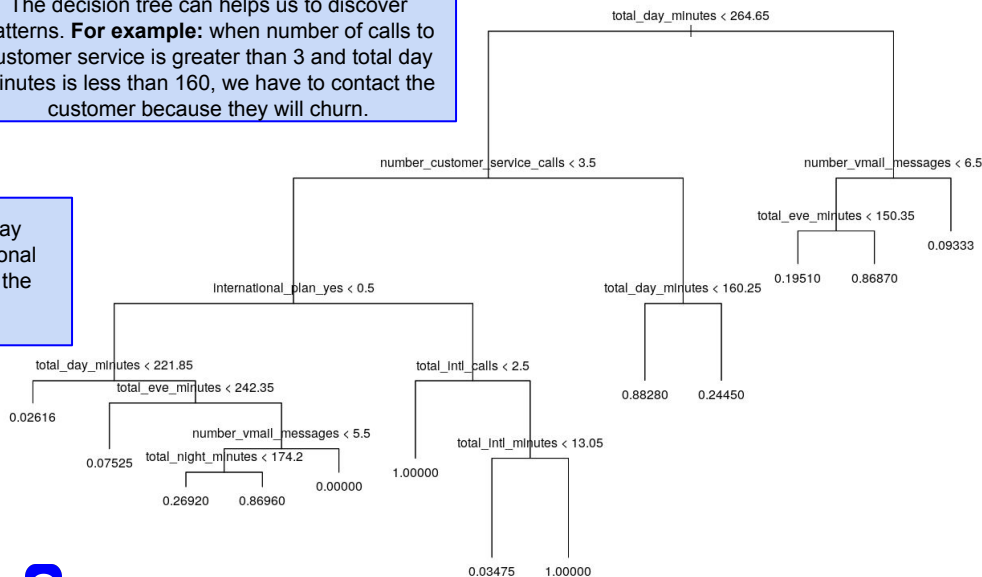 The decision tree can helps us to discover
patterns. For example: when number of calls to
customer service is greater than 3 and total day
minutes is less than 160, we have to contact the
customer because they will churn.
total_day_minutes < 264.65
number_customer_service_calls < 3.5
number_vmail_messages < 6.5
total_eve_minutes < 150.35
0.09333
0.19510
0.86870
the
international_plan_yes < 0.5
total_day_minutes < 160.25
total_day_minutes < 221.85
total_intl_calls < 2.5
total_eve_minutes < 242.35
0.88280
0.24450
0.02616
number_vmail_messages < 5.5
total_intl_minutes < 13.05
0.07525
total_night_minutes < 174.2
1.00000
0.00000
0.26920
0.86960
0.03475
1.00000